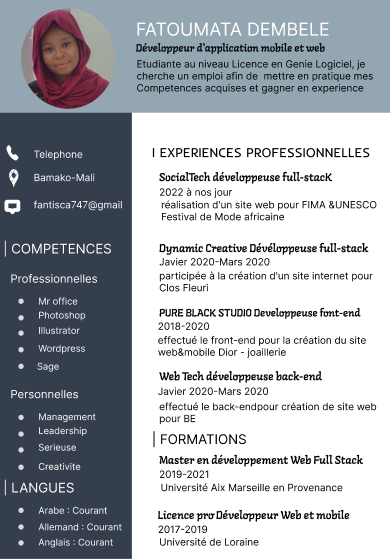 FATOUMATA DEMBELE
Développeur d'application mobile et web
Etudiante au niveau Licence en Genie Logiciel, je
cherche un emploi afin de mettre en pratique mes
Competences acquises et gagner en experience
Telephone
Bamako-Mali
fantisca747@gmail
COMPETENCES
Professionnelles
Mr office
Photoshop
Illustrator
Wordpress
Sage
Personnelles
Management
Leadership
Serieuse
Creativite
LANGUES
Arabe : Courant
Allemand : Courant
Anglais : Courant
EXPERIENCES PROFESSIONNELLES
SocialTech développeuse full-stacK
2022 à nos jour
réalisation d'un site web pour FIMA &UNESCO
Festival de Mode africaine
Dynamic Creative Dévéloppeuse full-stack
Javier 2020-Mars 2020
participée à la création d'un site internet pour
Clos Fleuri
PURE BLACK STUDIO Developpeuse font-end
2018-2020
effectué le front-end pour la création du site
web&mobile Dior - joaillerie
Web Tech développeuse back-end
Javier 2020-Mars 2020
effectué le back-endpour création de site web
pour BE
FORMATIONS
Master en développement Web Full Stack
2019-2021
Université Aix Marseille en Provenance
Licence pro Développeur Web et mobile
2017-2019
Université de Loraine